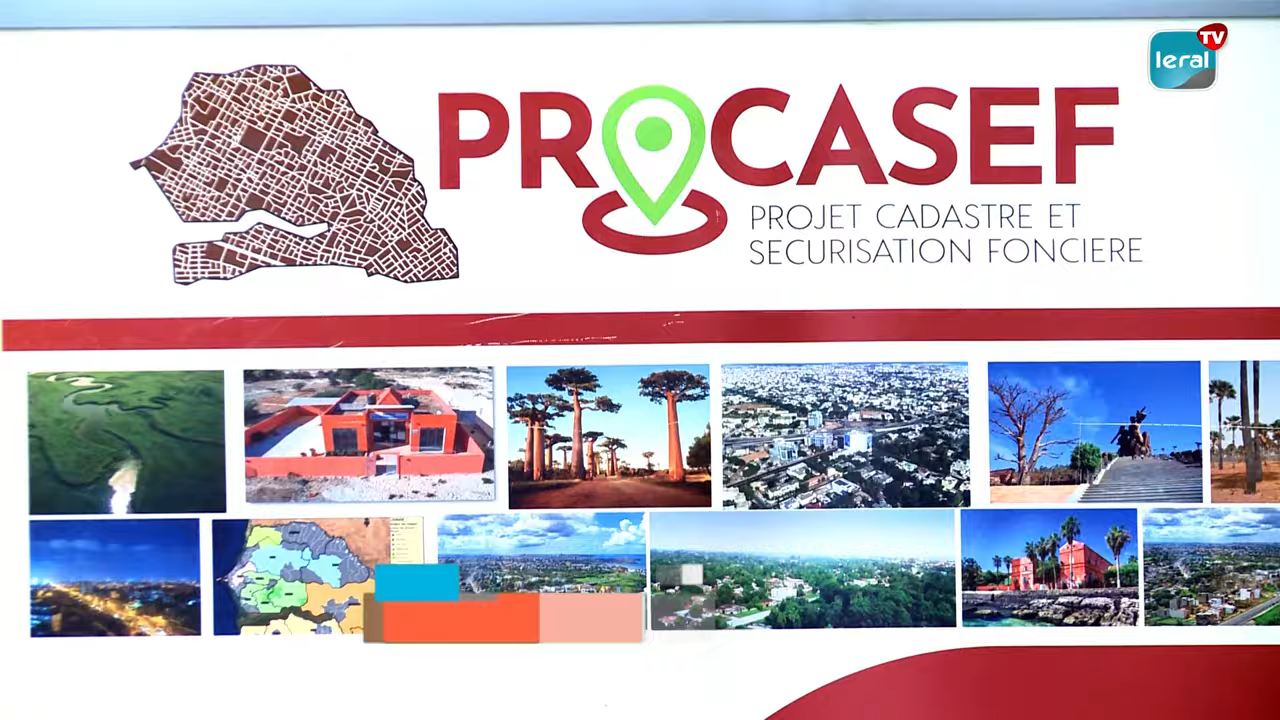 leral TV
PROCASEF
PROJET CADASTRE ET
SECURISATION FONCIERE